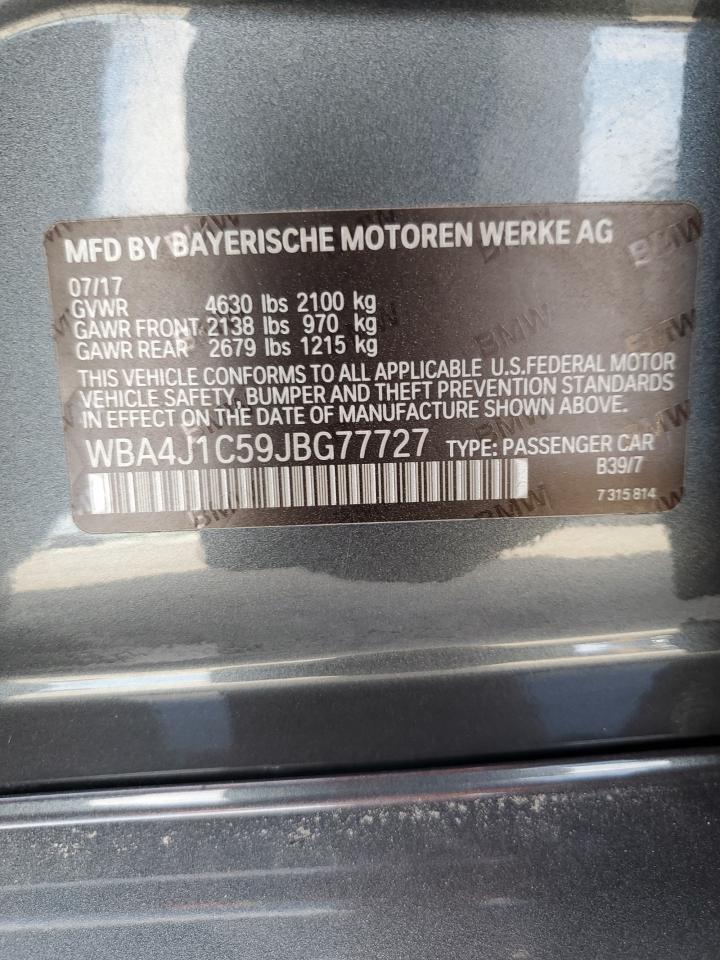 MFD BY BAYERISCHE MOTOREN WERKE AG
07/17
GVWR 4630 lbs 2100 kg
GAWR FRONT 2138 lbs 970 kg
GAWR REAR 2679 lbs 1215 kg
THIS VEHICLE CONFORMS TO ALL APPLICABLE U.S.FEDERAL MOTOR
VEHICLE SAFETY, BUMPER AND THEFT PREVENTION STANDARDS
IN EFFECT ON THE DATE OF MANUFACTURE SHOWN ABOVE.
WBA4J1C59JBG77727 TYPE: PASSENGER CAR
B39/7
7 315 814